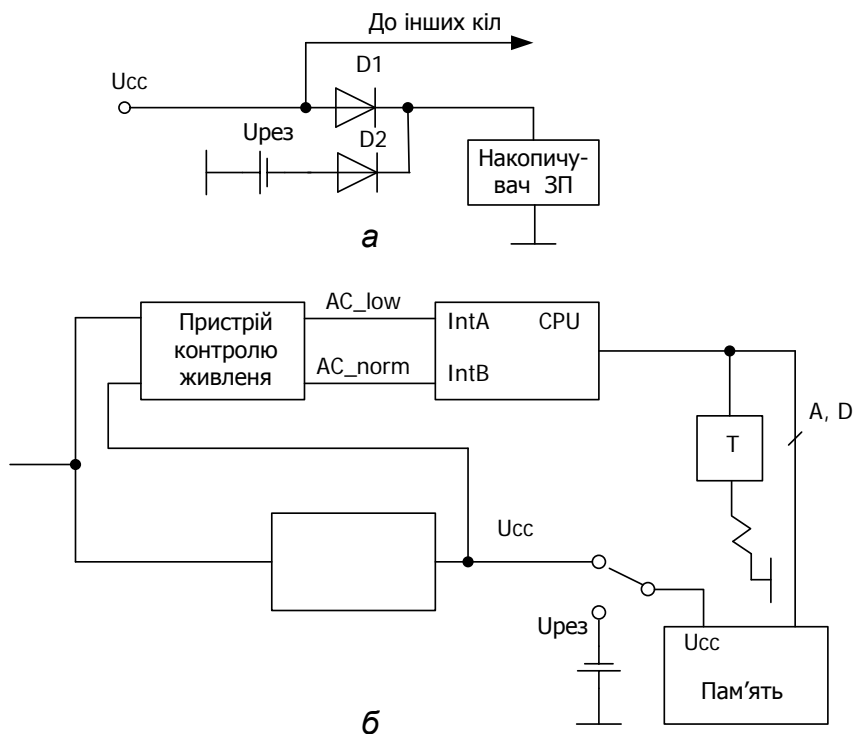 До інших кіл
D1
Ucc
Uрез
D2
Накопичу-
вач ЗП
а
AC_low
Пристрій
контролю
живленя
IntA CPU
AC_norm
IntB
A, D
T
Ucc
Uрез
Ucc
Пам’ять
б